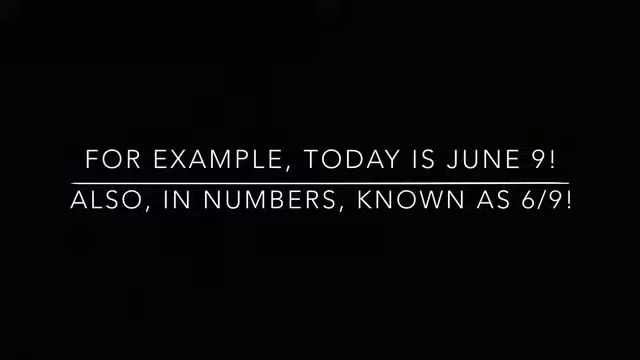 FOR EXAMPLE, TODAY IS JUNE 9!
ALSO, IN NUMBERS, KNOWN AS 6/9!